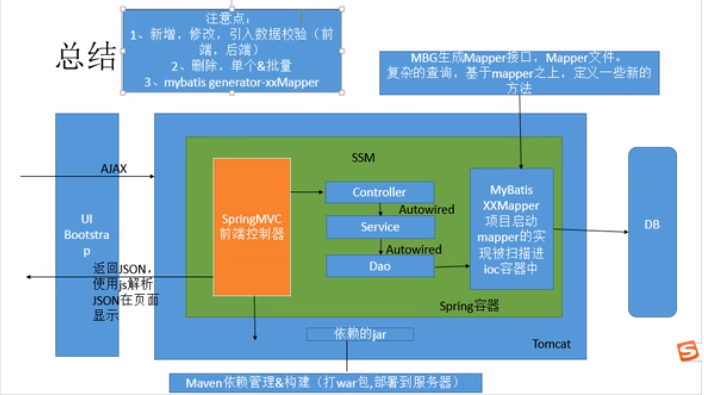 总结
注意点；
1、新增，修改，引入数据校验（前
端，后端）
2、删除，单个&批量
3、mybatis generator-xxMapper
MBG生成Mapper接口，Mapper文件。
复杂的查询，基于mapper之上，定义一些新的
方法
AJAX
UI
Bootstra
p
返回JSON，
使用js解析
JSON在页面
显示
SSM
SpringMVC
前端控制器
Controller
Autowired
Service
Autowired
Dao
MyBatis
XXMapper
项目启动
mapper的实
现被扫描进
ioc容器中
DB
Spring容器
依赖的jar
Tomcat
Maven依赖管理&构建（打war包,部署到服务器）
S